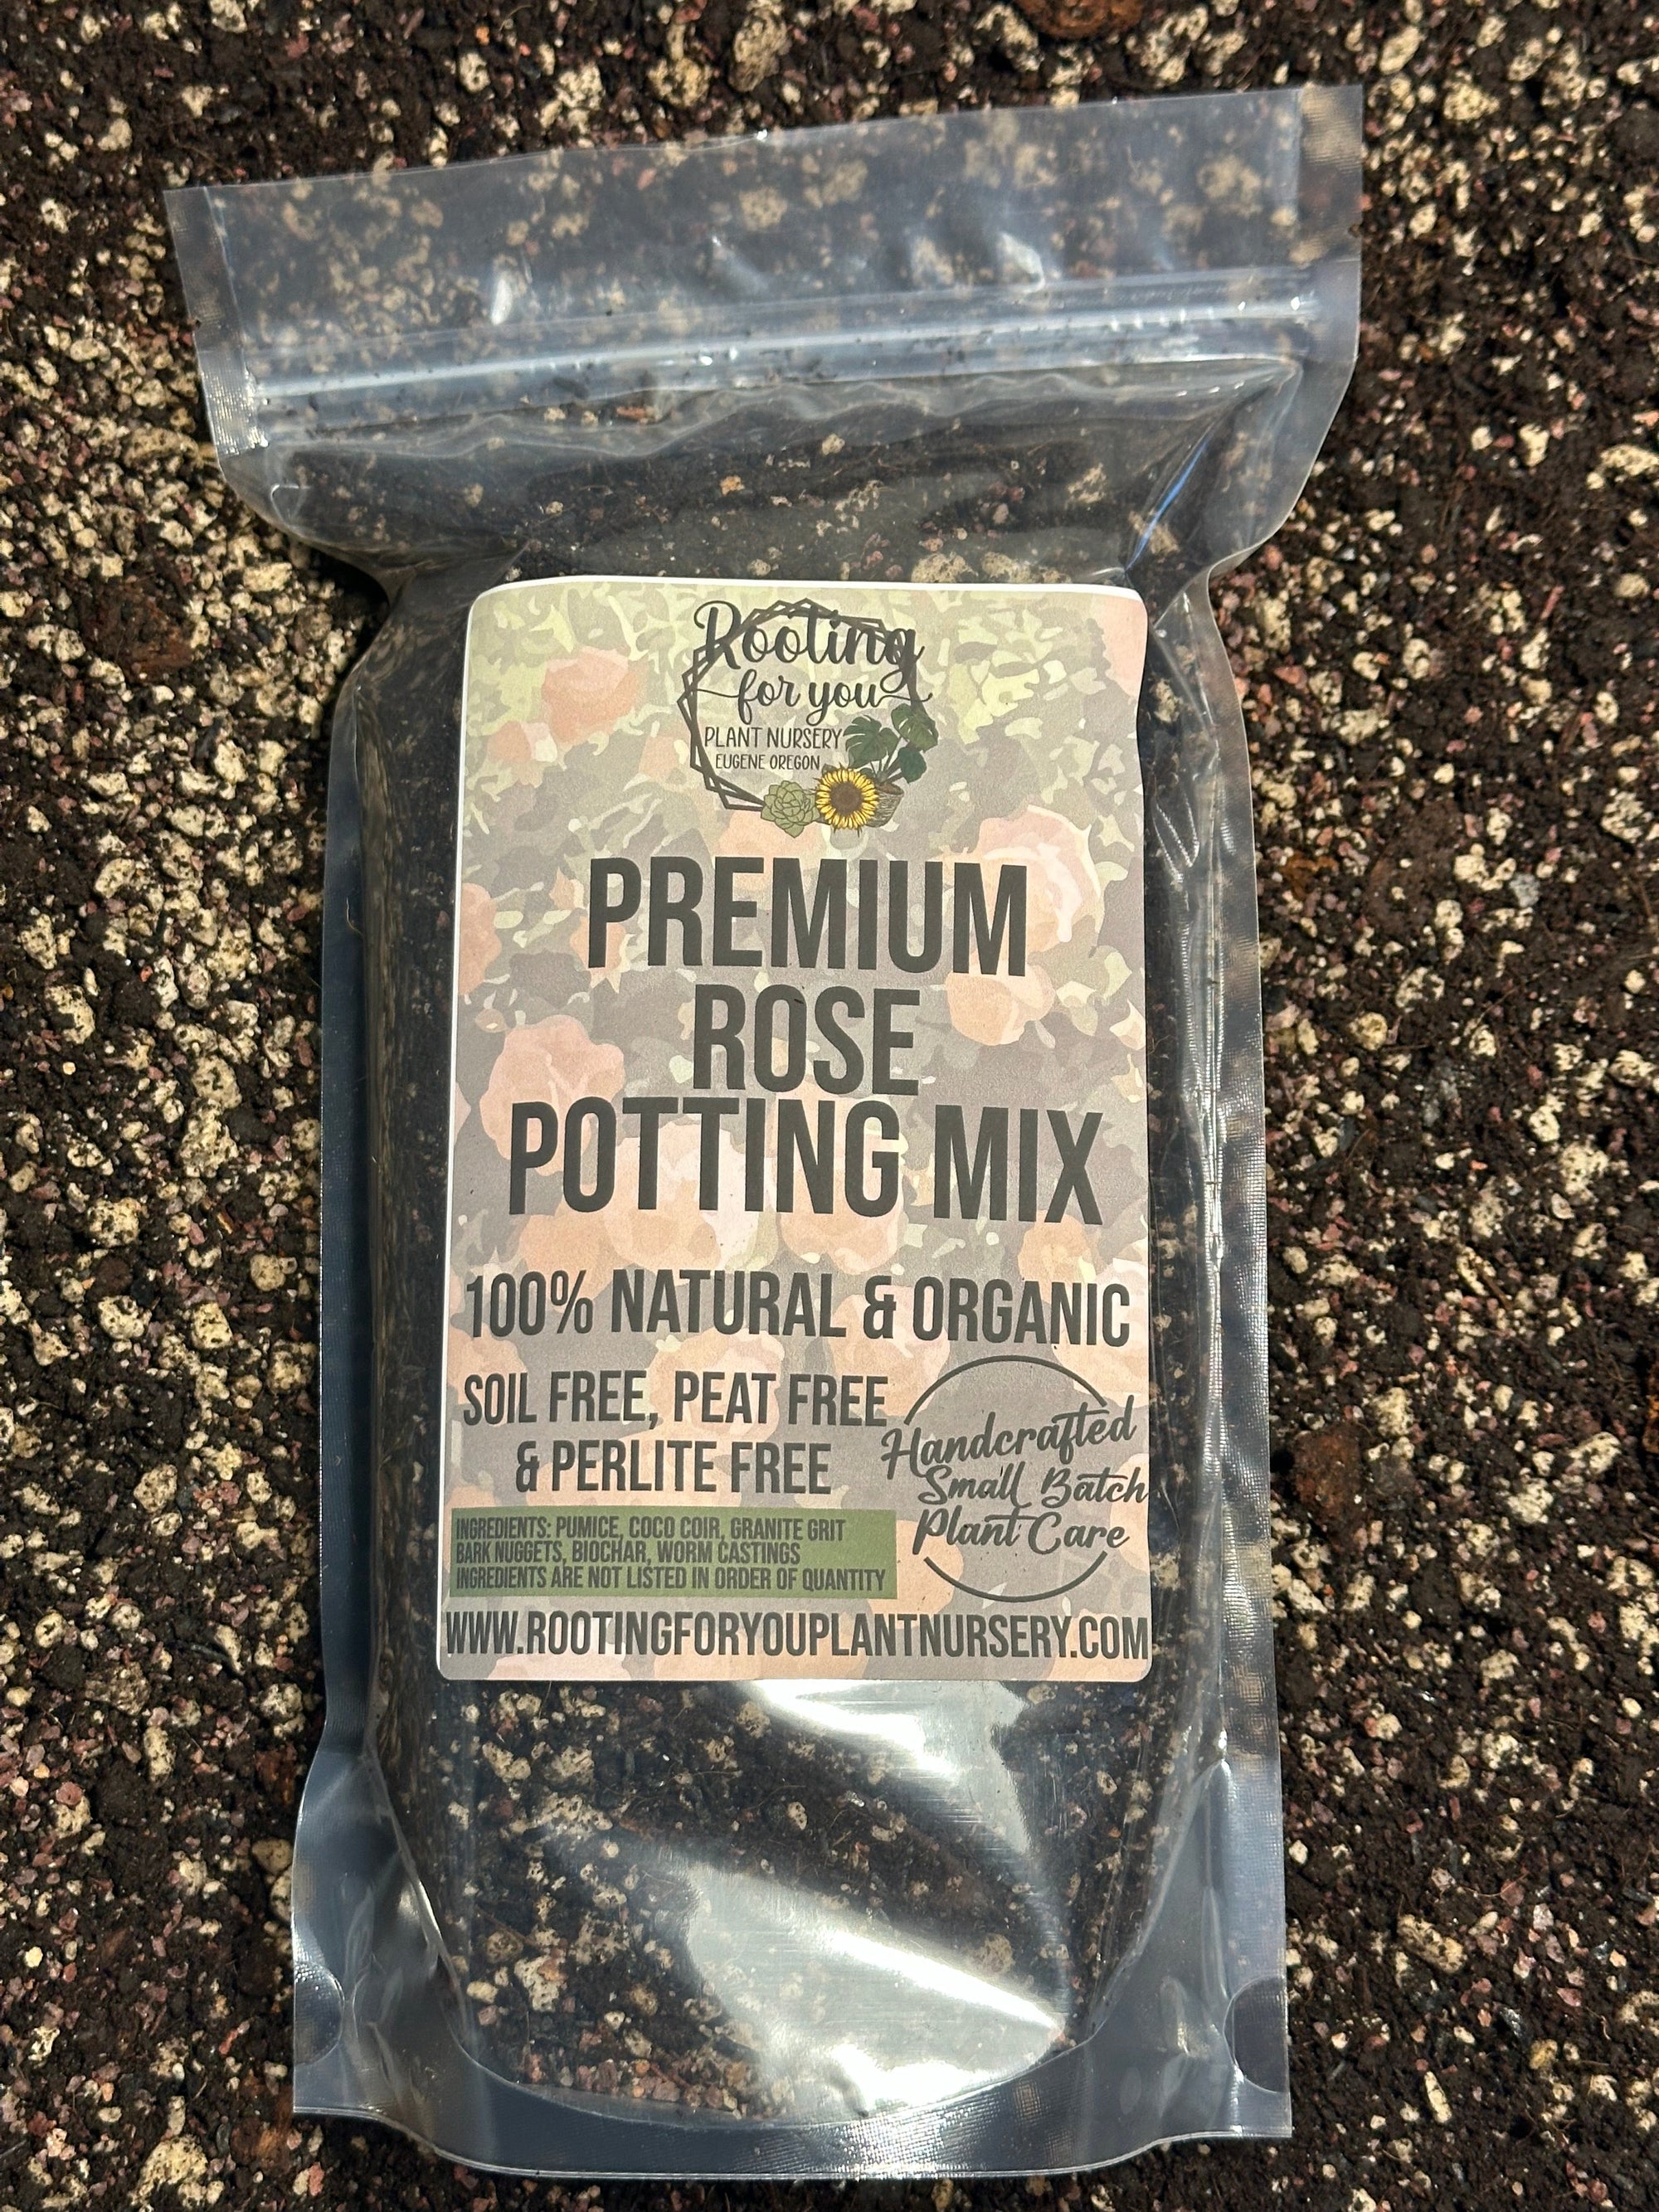 Rooting
for you
PLANT NURSERY
EUGENE OREGON
PREMIUM
ROSE
POTTING MIX
100% NATURAL & ORGANIC
SOIL FREE, PEAT FREE
& PERLITE FREE
Handcrafted
Small Batch
Plant Care
INGREDIENTS: PUMICE, COCO COIR, GRANITE GRIT
BARK NUGGETS, BIOCHAR, WORM CASTINGS
INGREDIENTS ARE NOT LISTED IN ORDER OF QUANTITY
WWW.ROOTINGFORYOUPLANTNURSERY.COM